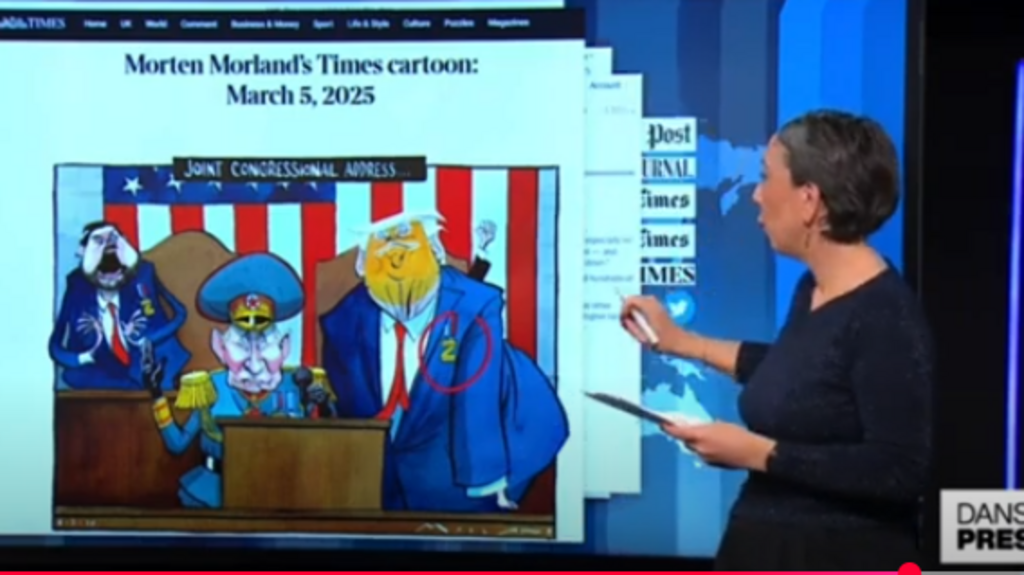 TIMES Home UK World Comment Business & Money Sport Life & Style Culture Puzzles Magazines
Morten Morland's Times cartoon:
March 5, 2025
JOINT CONGRESSIONAL ADDRESS...
Z
Account
Post
URNAL
Times
Times
IMES
DANS
PRES